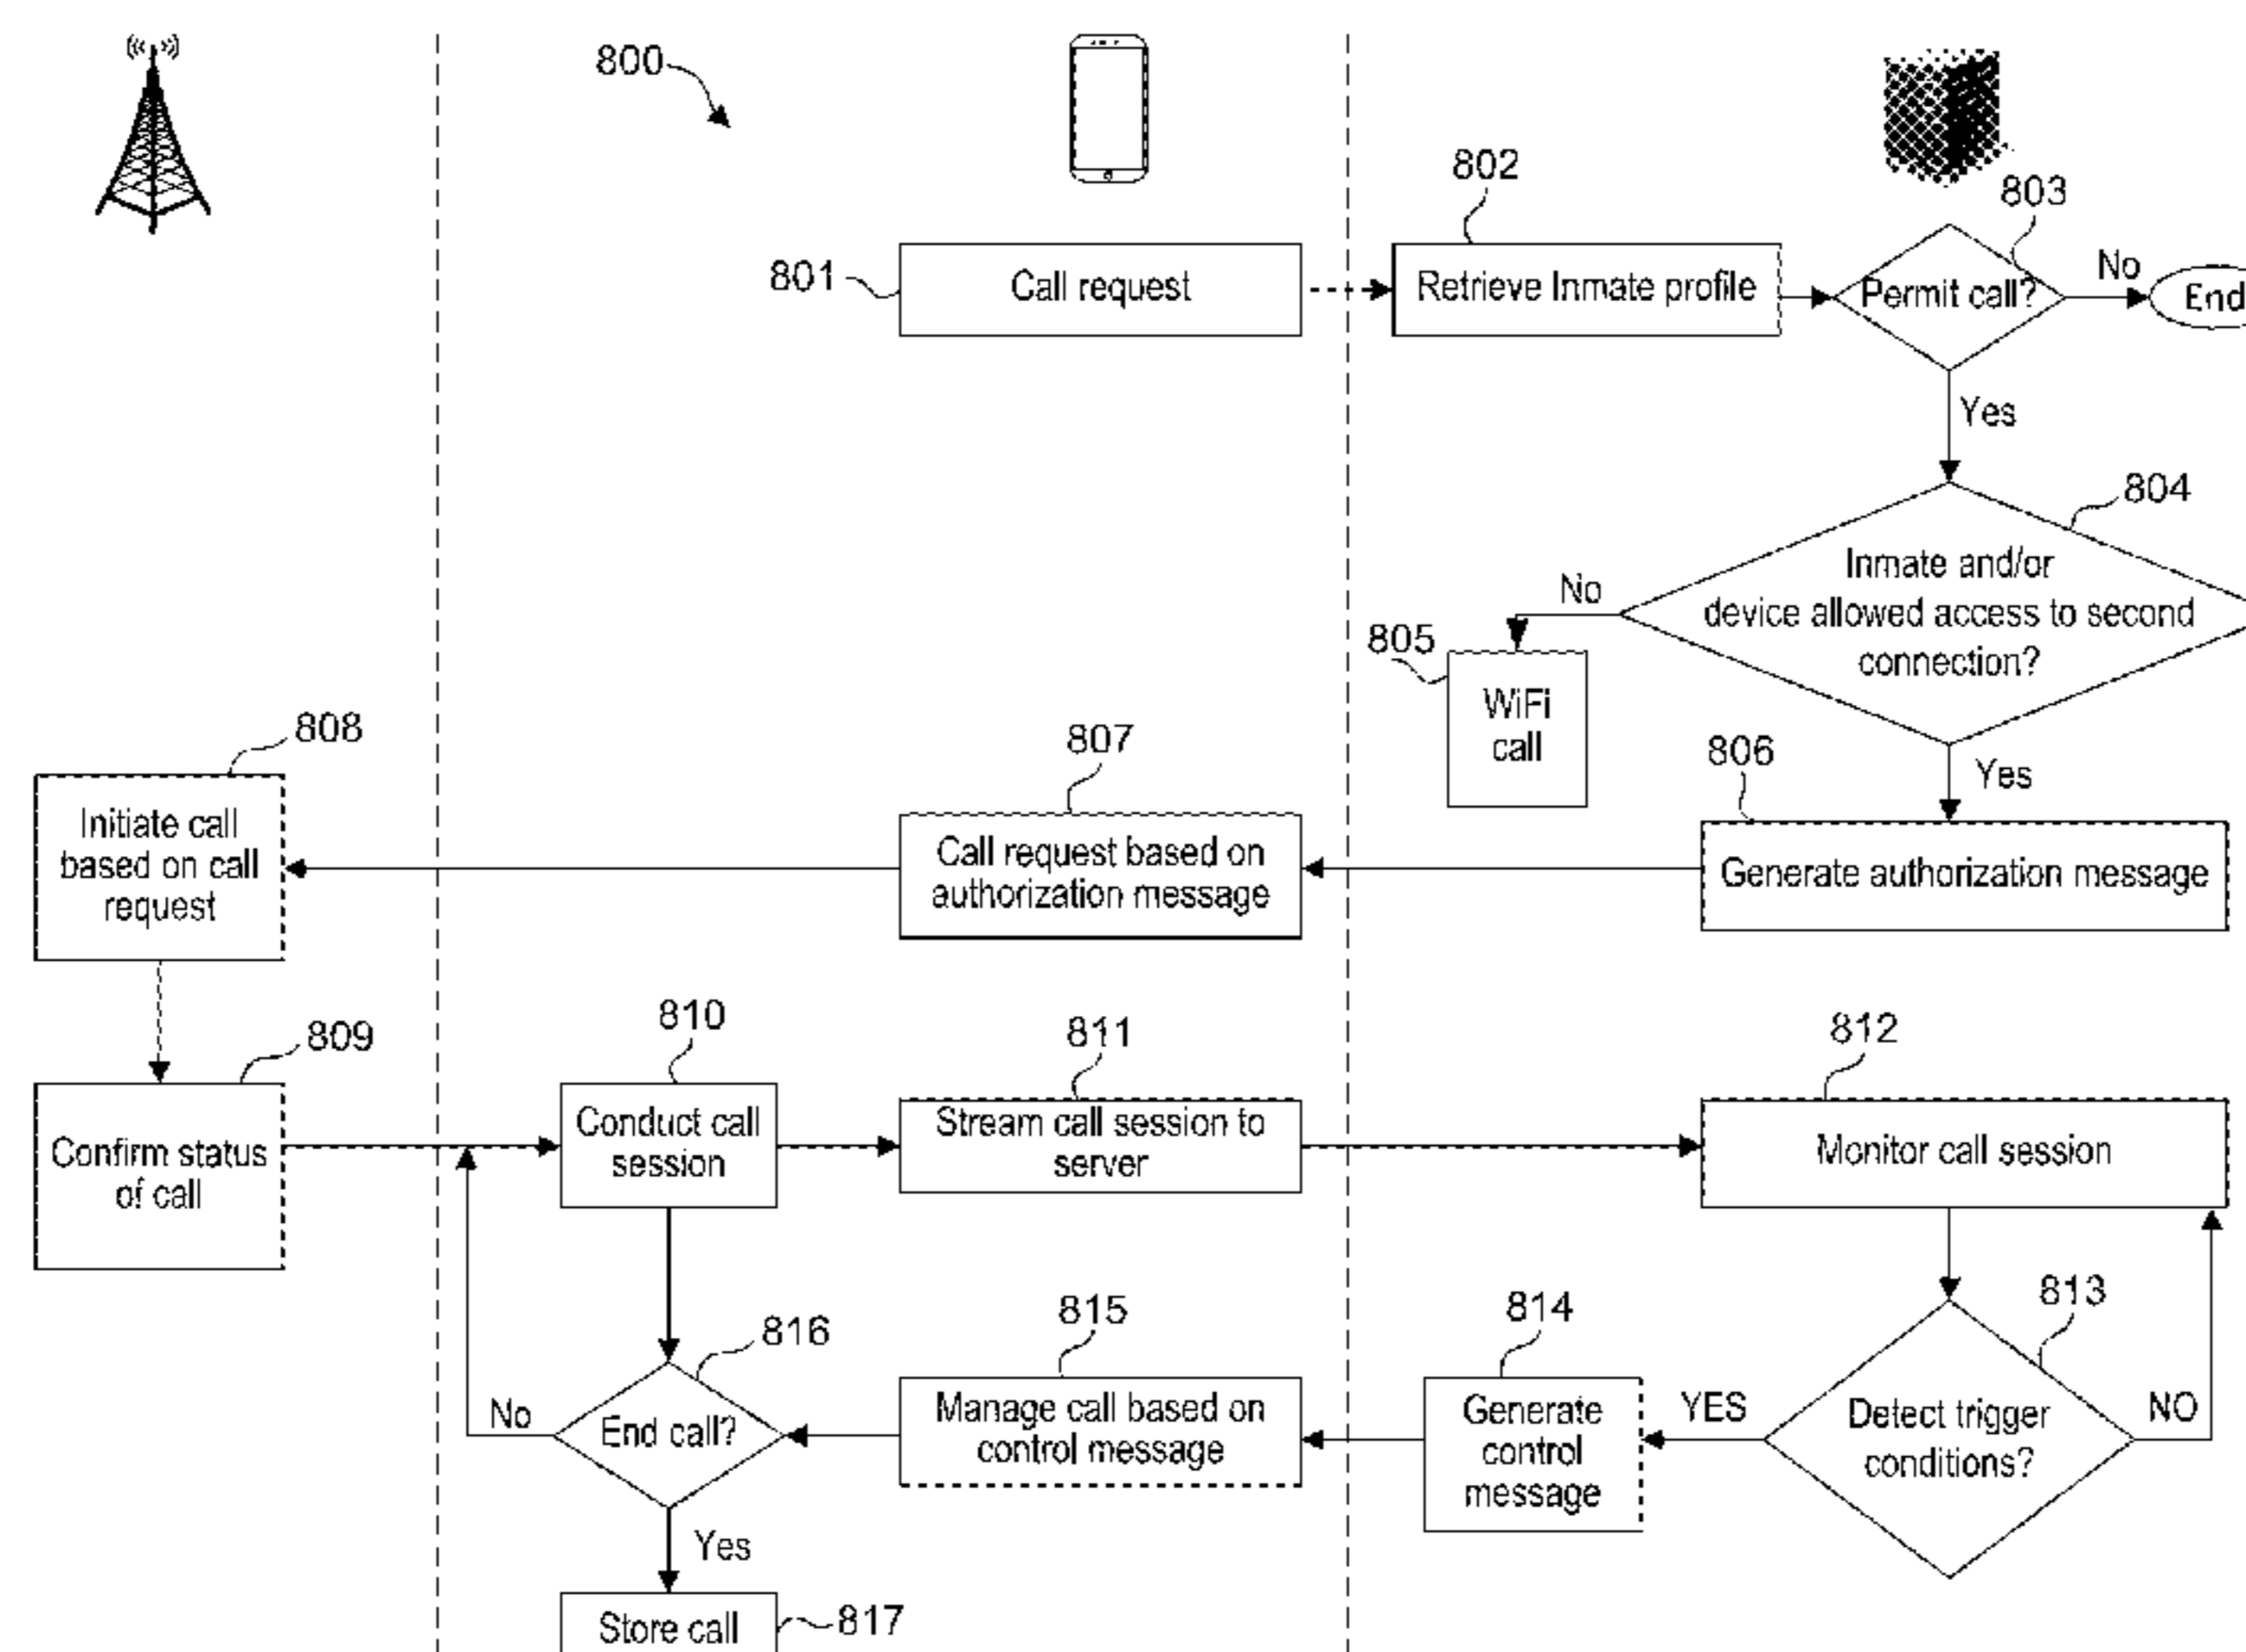 800
802
803
801
Call request
Retrieve Inmate profile
Permit call?
No
End
Yes
804
Inmate and/or
device allowed access to second
connection?
No
805
WiFi
call
Yes
808
807
806
Initiate call
based on call
request
Call request based on
authorization message
Generate authorization message
809
810
811
812
Confirm status
of call
Conduct call
session
Stream call session to
server
Monitor call session
816
815
814
813
No
End call?
Manage call based on
control message
Generate
control
message
YES
Detect trigger
conditions?
NO
Yes
Store call
817